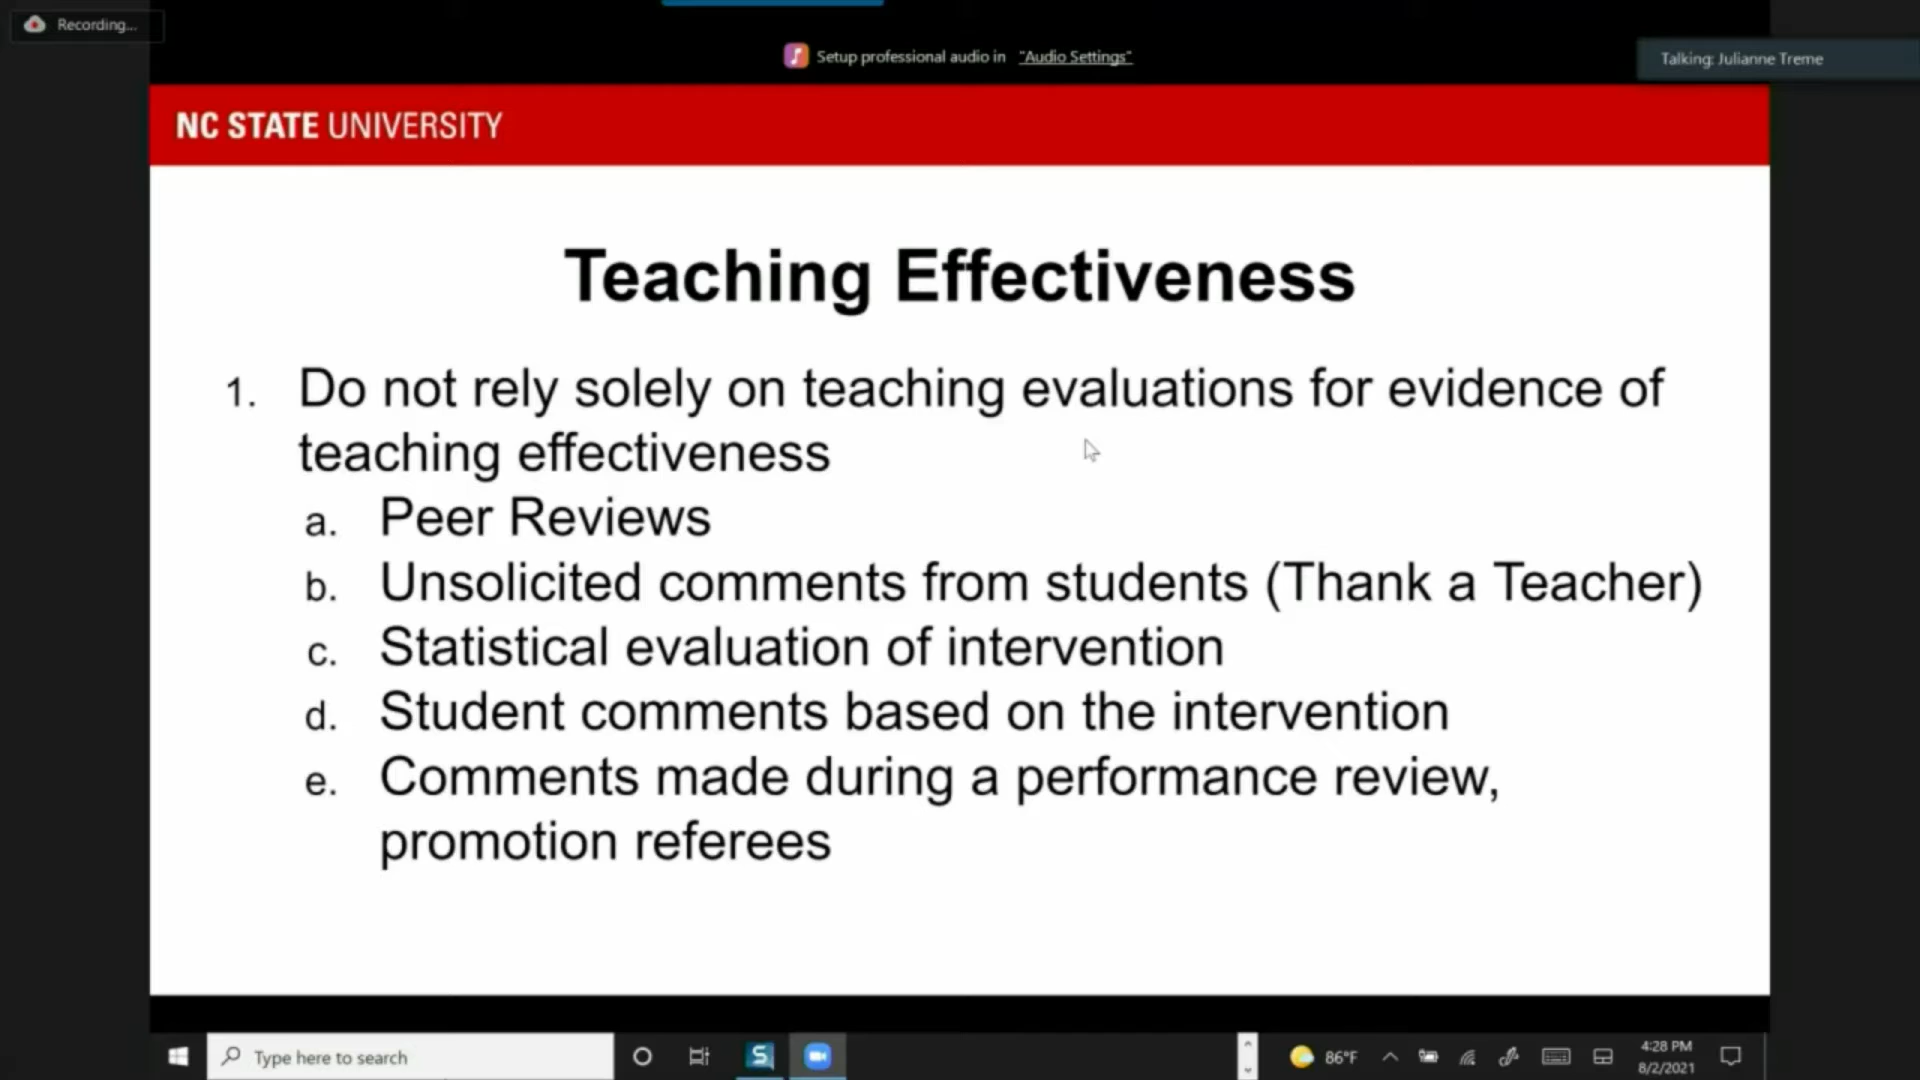 Recording...
Setup professional audio in "Audio Settings"
Talking: Julianne Treme
NC STATE UNIVERSITY
Teaching Effectiveness
1. Do not rely solely on teaching evaluations for evidence of
teaching effectiveness
a. Peer Reviews
b. Unsolicited comments from students (Thank a Teacher)
c. Statistical evaluation of intervention
d. Student comments based on the intervention
e. Comments made during a performance review,
promotion referees
Type here to search
S
86°F
4:28 PM
8/2/2021